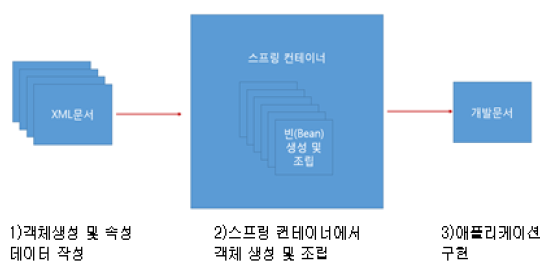 스프링 컨테이너
XML문서
빈(Bean)
생성 및
조립
개발문서
1)객체생성 및 속성
데이터 작성
2)스프링 컨테이너에서
객체 생성 및 조립
3)애플리케이션
구현